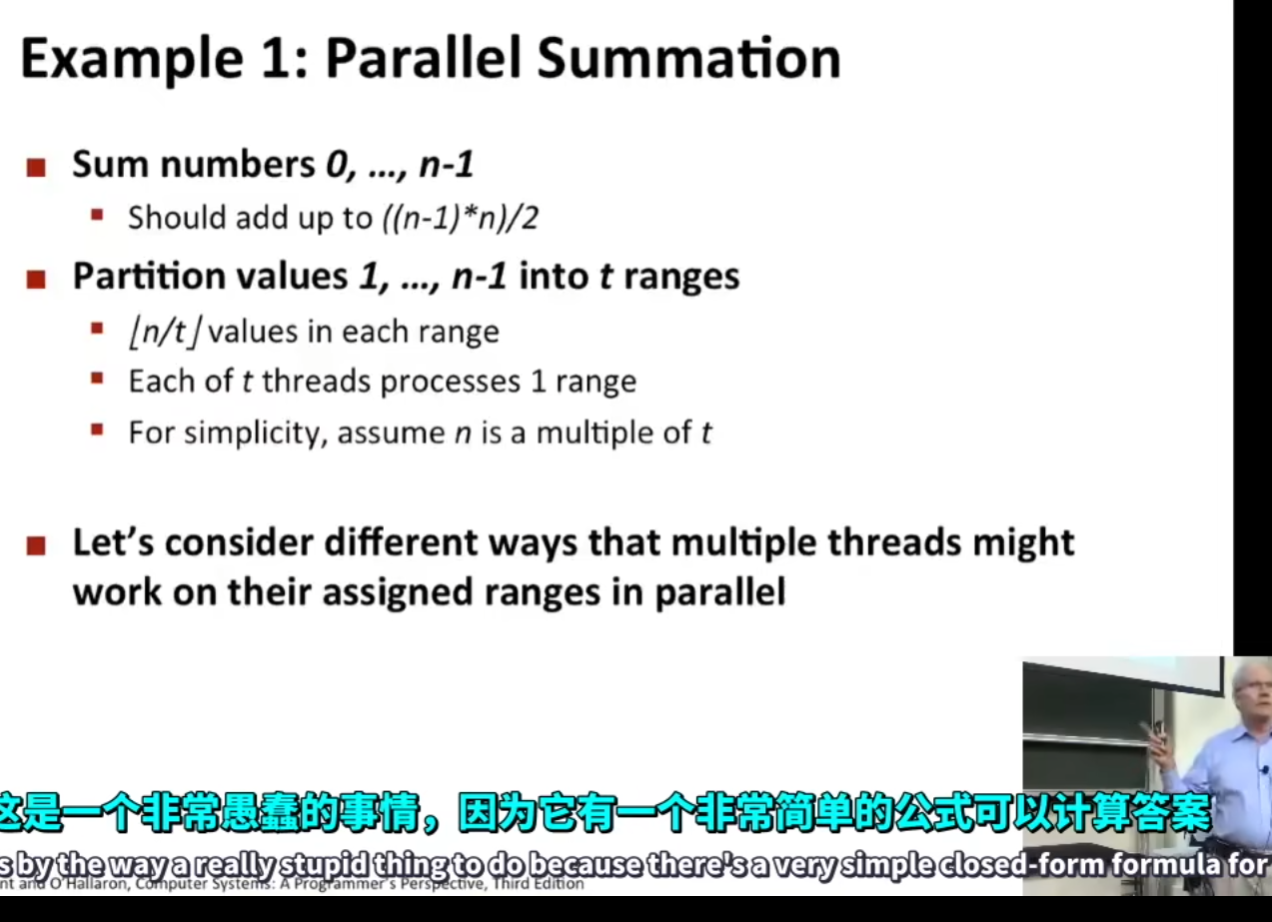 Example 1: Parallel Summation
■ Sum numbers 0, …, n-1
▪ Should add up to ((n-1)*n)/2
■ Partition values 1, …, n-1 into t ranges
▪ ⌊n/t⌋ values in each range
▪ Each of t threads processes 1 range
▪ For simplicity, assume n is a multiple of t
■ Let’s consider different ways that multiple threads might
work on their assigned ranges in parallel
这是一个非常愚蠢的事情，因为它有一个非常简单的公式可以计算答案
by the way a really stupid thing to do because there's a very simple closed-form formula for
and O'Hallaron, Computer Systems: A Programmer's Perspective, Third Edition